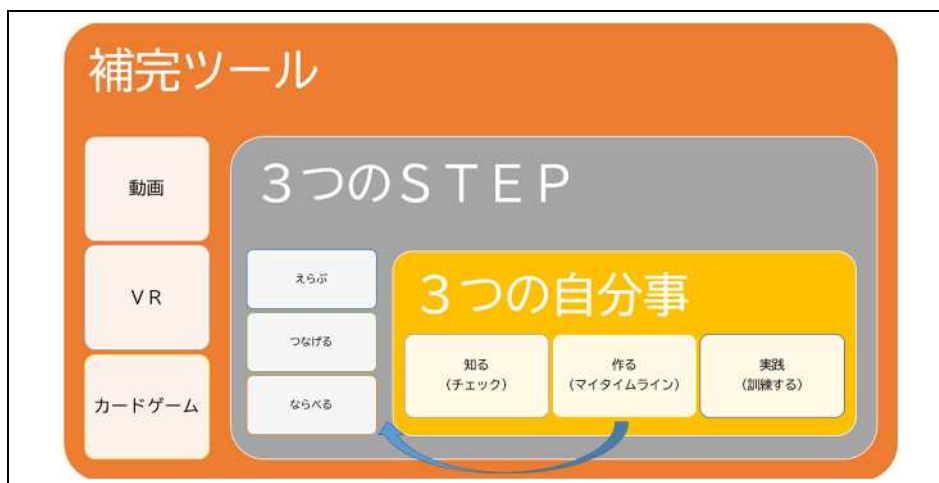 補完ツール
動画
ＶＲ
カードゲーム
３つのＳＴＥＰ
えらぶ
つなげる
ならべる
３つの自分事
知る
（チェック）
作る
（マイタイムライン）
実践
（訓練する）